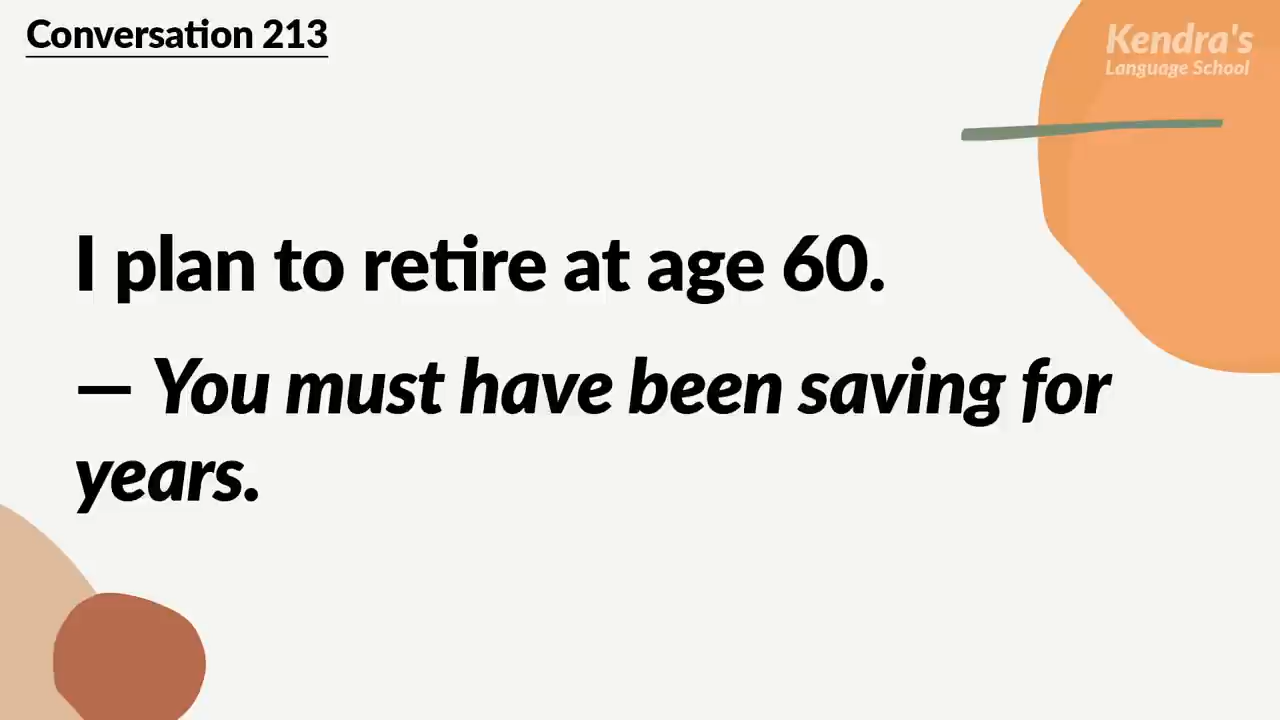 Conversation 213
Kendra's
Language School
I plan to retire at age 60.
— You must have been saving for
years.